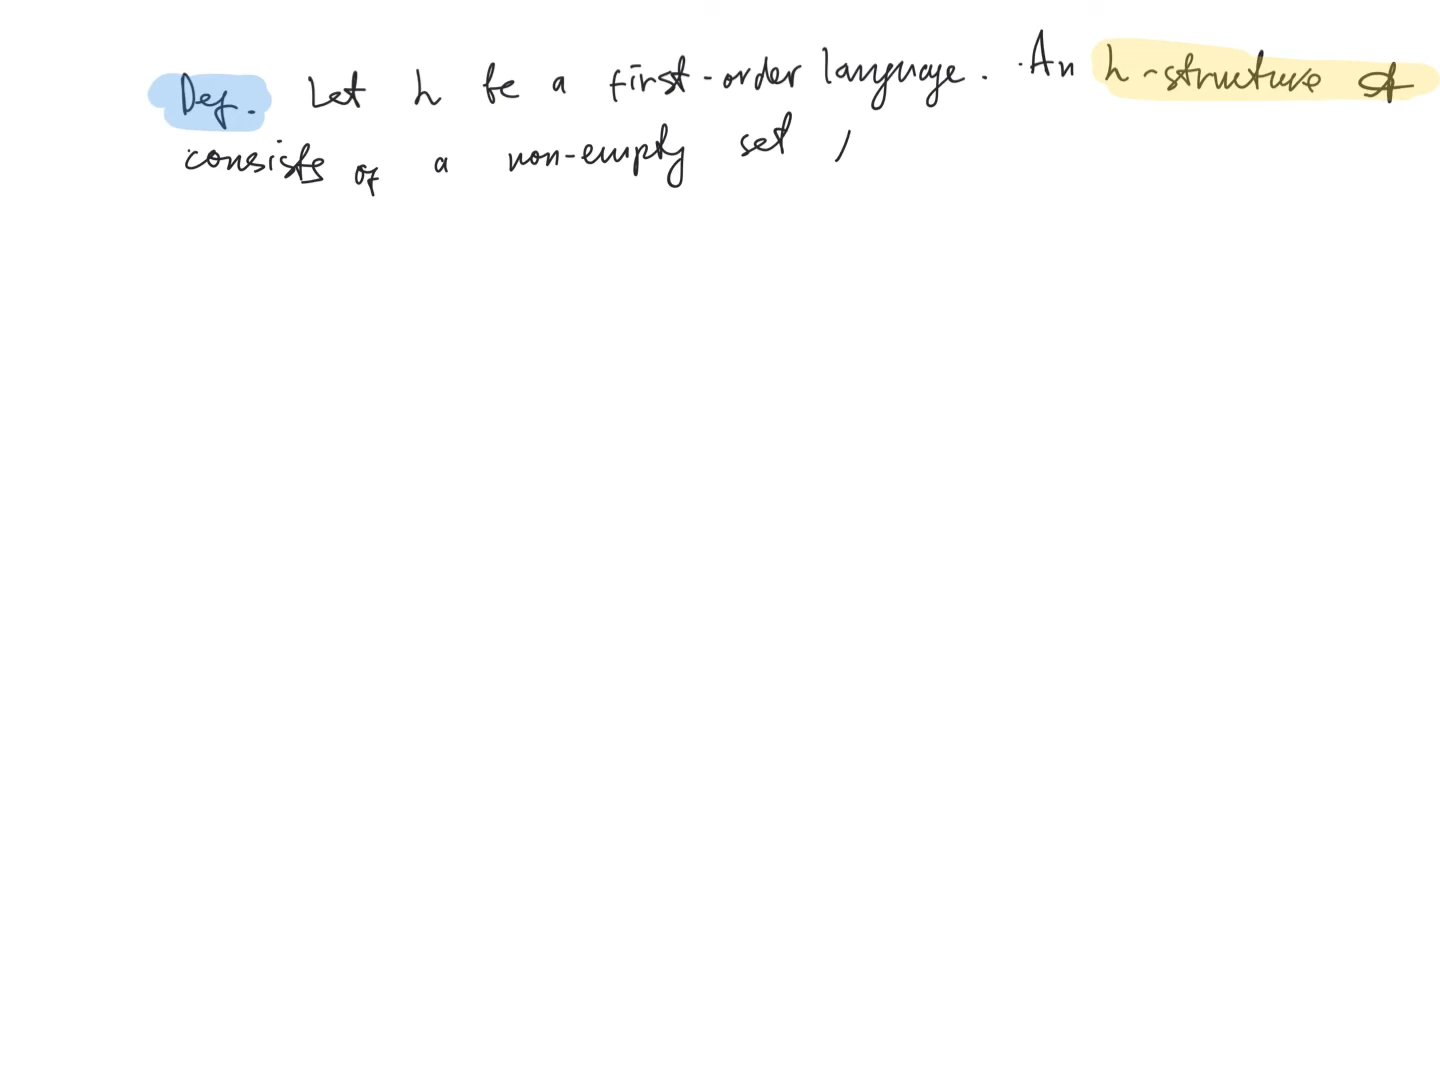 Def. Let L be a first-order language. An L-structure A
consists of a non-empty set